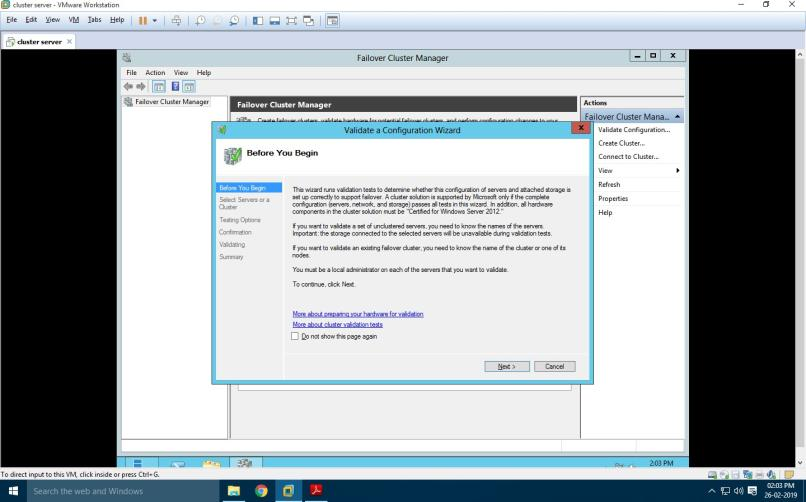 cluster server - VMware Workstation
File Edit View VM Tabs Help
cluster server
Failover Cluster Manager
File Action View Help
Failover Cluster Manager
Failover Cluster Manager
Create failover clusters, validate hardware for potential failover clusters, and perform configuration changes to your
Actions
Failover Cluster Mana...
Validate Configuration...
Create Cluster...
Connect to Cluster...
View
Refresh
Properties
Help
Validate a Configuration Wizard
Before You Begin
Before You Begin
Select Servers or a
Cluster
Testing Options
Confirmation
Validating
Summary
This wizard runs validation tests to determine whether this configuration of servers and attached storage is
set up correctly to support failover. A cluster solution is supported by Microsoft only if the complete
configuration (servers, network, and storage) passes all tests in this wizard. In addition, all hardware
components in the cluster solution must be "Certified for Windows Server 2012."
If you want to validate a set of unclustered servers, you need to know the names of the servers.
Important: the storage connected to the selected servers will be unavailable during validation tests.
If you want to validate an existing failover cluster, you need to know the name of the cluster or one of its
nodes.
You must be a local administrator on each of the servers that you want to validate.
To continue, click Next.
More about preparing your hardware for validation
More about cluster validation tests
Do not show this page again
Next >
Cancel
2:03 PM
To direct input to this VM, click inside or press Ctrl+G.
Search the web and Windows
02:03 PM
26-02-2019